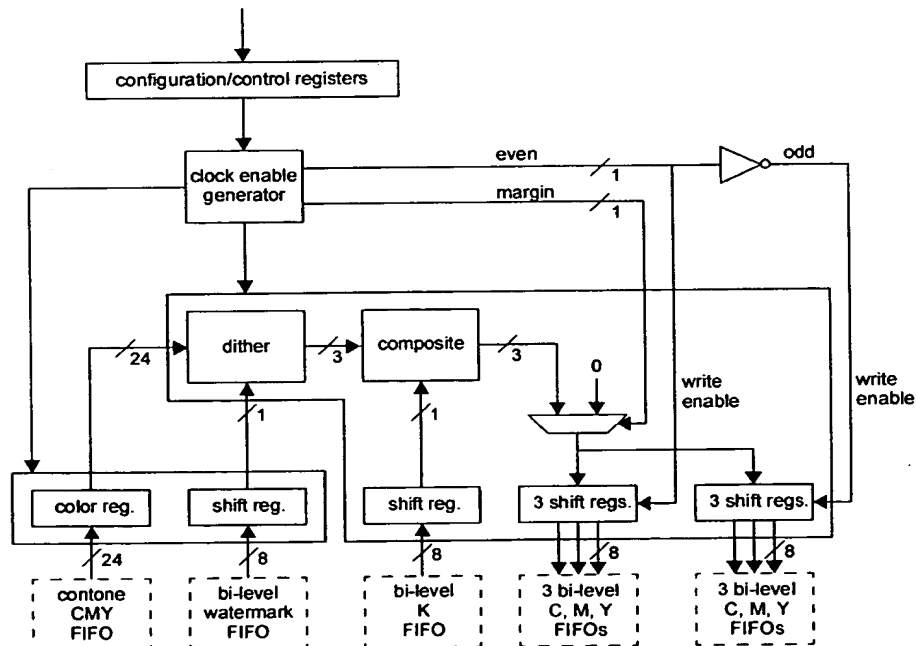 configuration/control registers
clock enable
generator
even
1
odd
margin
1
dither
composite
24
3
3
0
1
1
write
enable
write
enable
color reg.
shift reg.
shift reg.
3 shift regs.
3 shift regs.
24
8
8
8
8
contone
CMY
FIFO
bi-level
watermark
FIFO
bi-level
K
FIFO
3 bi-level
C, M, Y
FIFOs
3 bi-level
C, M, Y
FIFOs